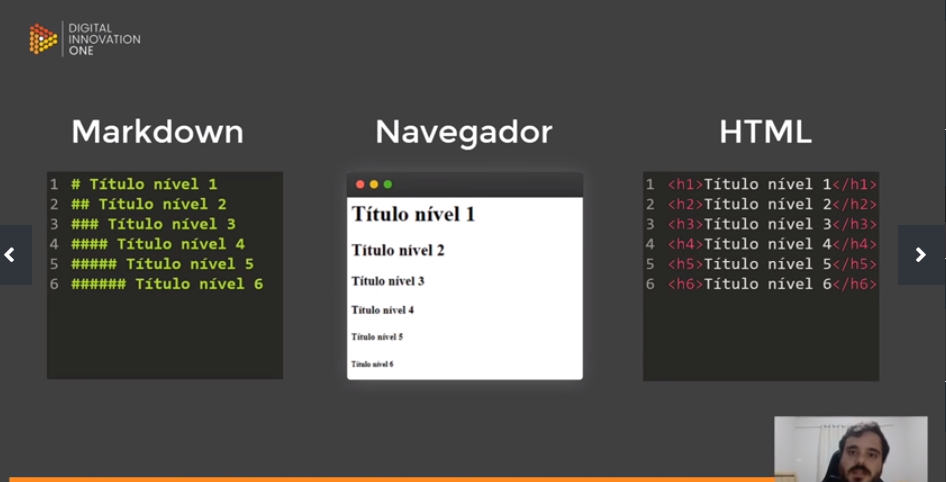 DIGITAL
INNOVATION
ONE
Markdown
1 # Título nível 1
2 ## Título nível 2
3 ### Título nível 3
4 #### Título nível 4
5 ##### Título nível 5
6 ###### Título nível 6
Navegador
Título nível 1
Título nível 2
Título nível 3
Título nível 4
Título nível 5
Título nível 6
HTML
1 <h1>Título nível 1</h1>
2 <h2>Título nível 2</h2>
3 <h3>Título nível 3</h3>
4 <h4>Título nível 4</h4>
5 <h5>Título nível 5</h5>
6 <h6>Título nível 6</h6>